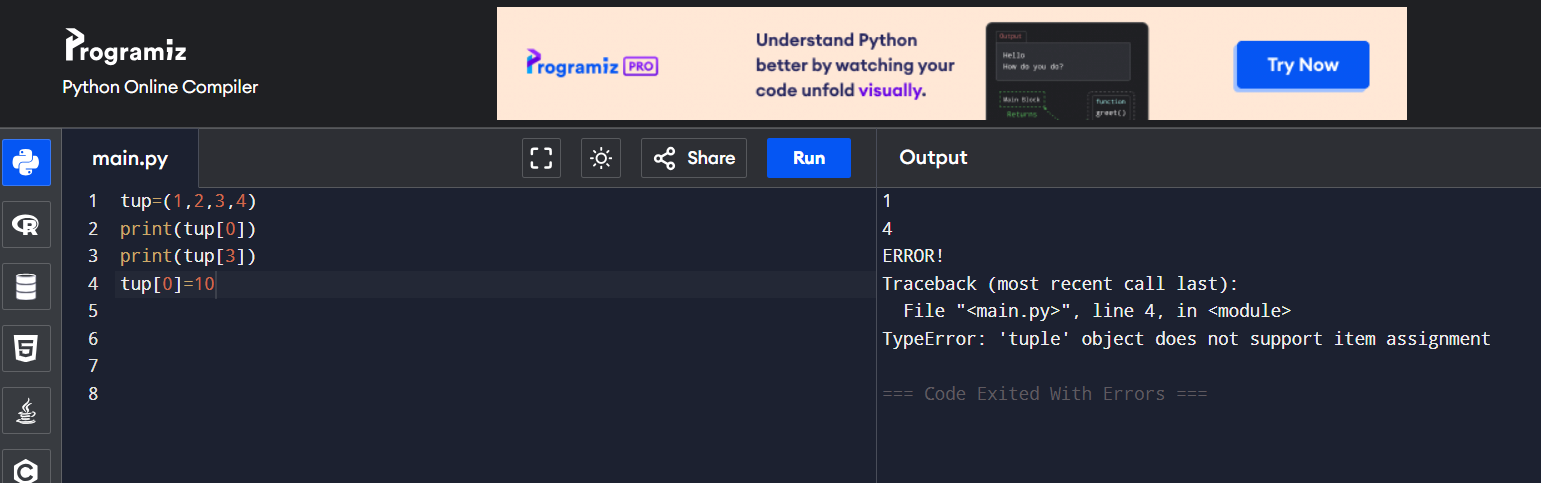 Programiz
Python Online Compiler
Programiz PRO
Understand Python
better by watching your
code unfold visually.
Output
Hello
How do you do?
Main Block
Returns
function
greet()
Try Now
main.py
Share
Run
Output
1 tup=(1,2,3,4)
2 print(tup[0])
3 print(tup[3])
4 tup[0]=10
5
6
7
8
1
4
ERROR!
Traceback (most recent call last):
  File "<main.py>", line 4, in <module>
TypeError: 'tuple' object does not support item assignment
=== Code Exited With Errors ===
R
5
C